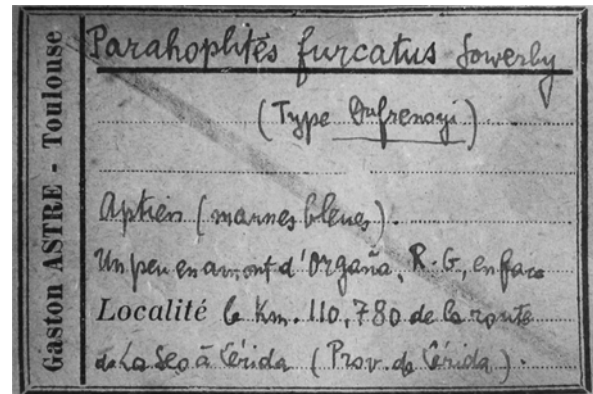 Gaston ASTRE - Toulouse
Parahoplités furcatus Sowerby
(Type Dufrenoyi)
Aptien (marnes bleues).
Un peu en amont d'Organa, R.G, en face
Localité le Km. 110,780 de la route
de La Seo à Lérida (Prov. de Lérida).